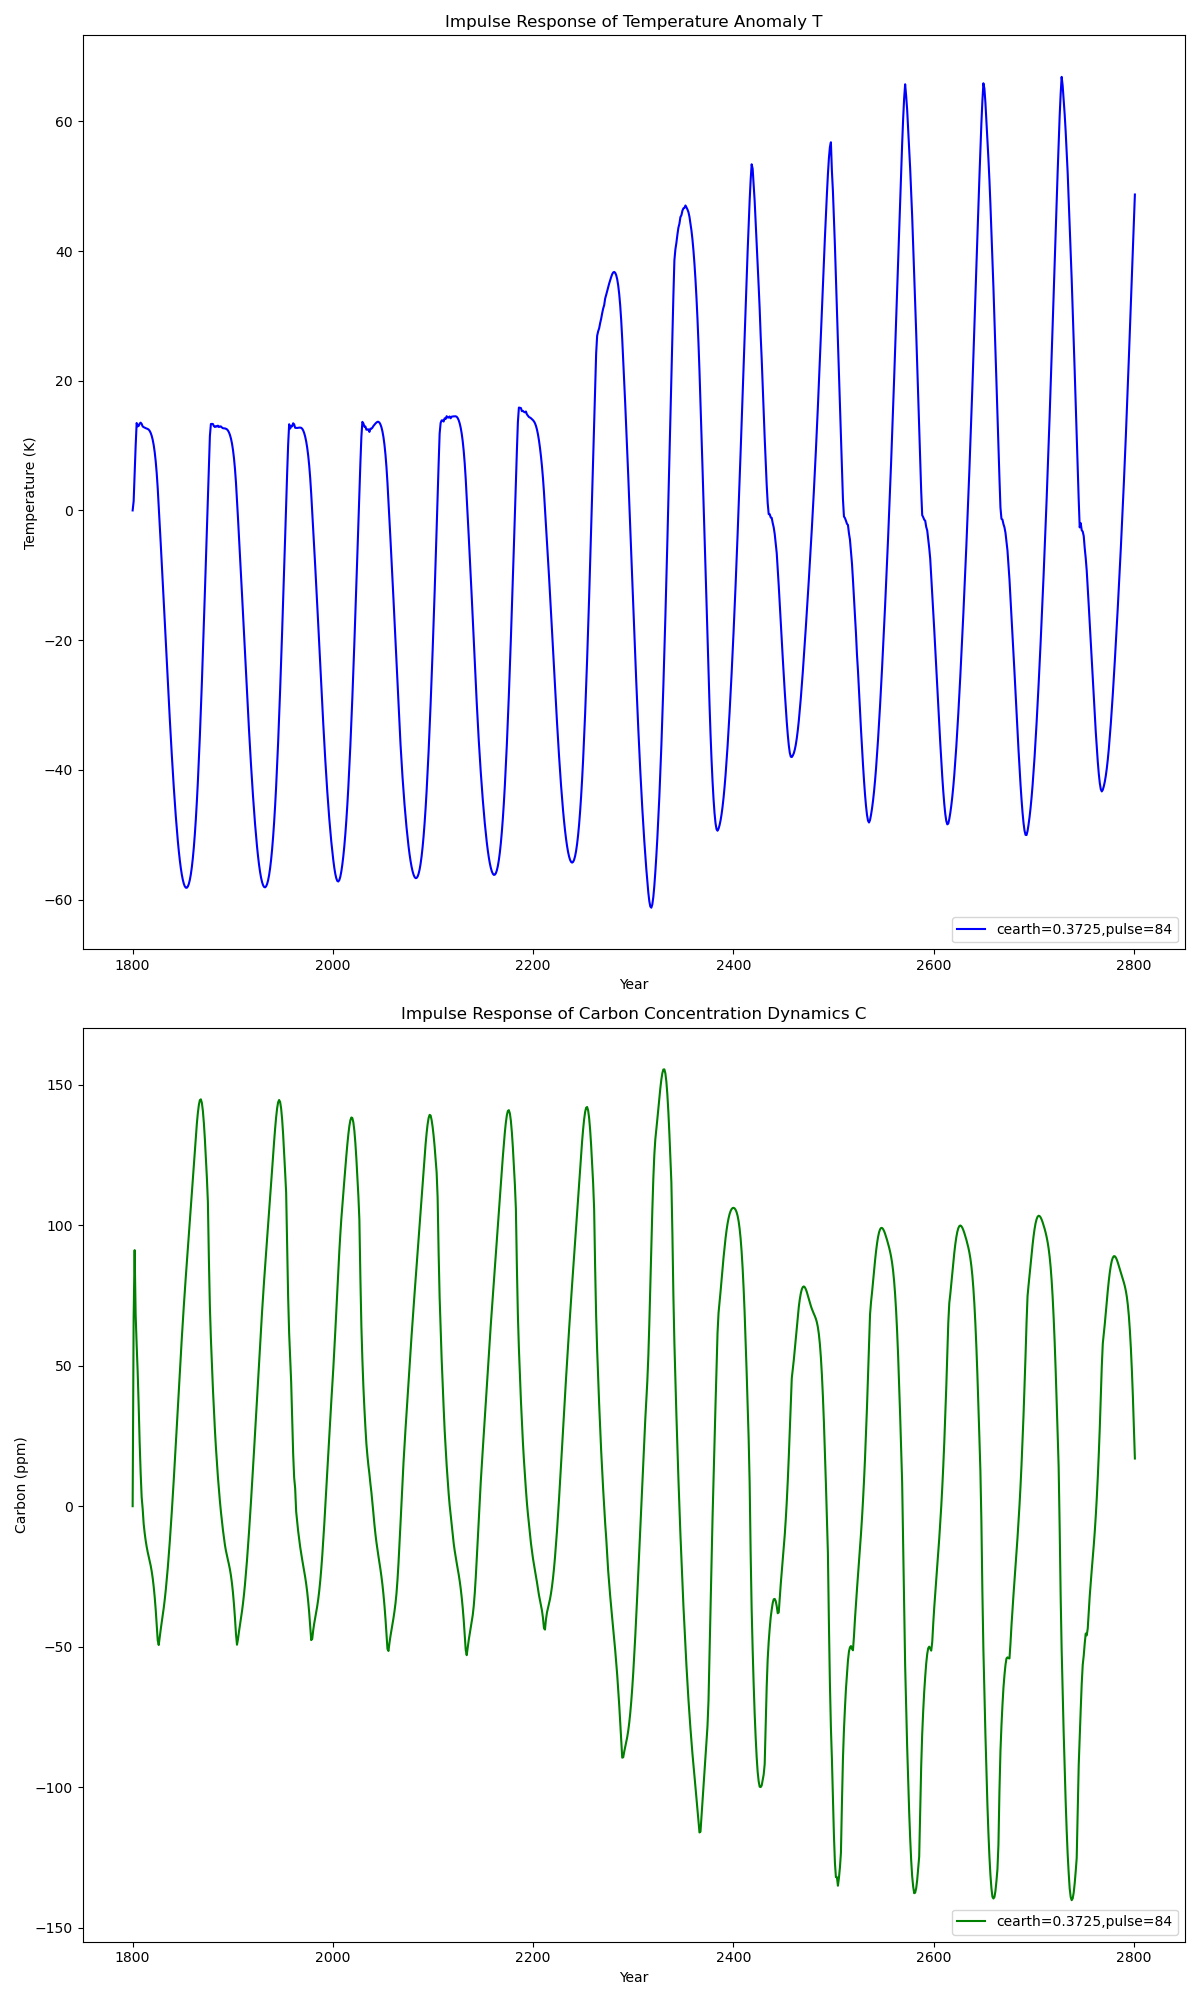 Impulse Response of Temperature Anomaly T
Temperature (K)
60
40
20
0
−20
−40
−60
cearth=0.3725,pulse=84
1800 2000 2200 2400 2600 2800
Year
Impulse Response of Carbon Concentration Dynamics C
Carbon (ppm)
150
100
50
0
−50
−100
−150
cearth=0.3725,pulse=84
1800 2000 2200 2400 2600 2800
Year